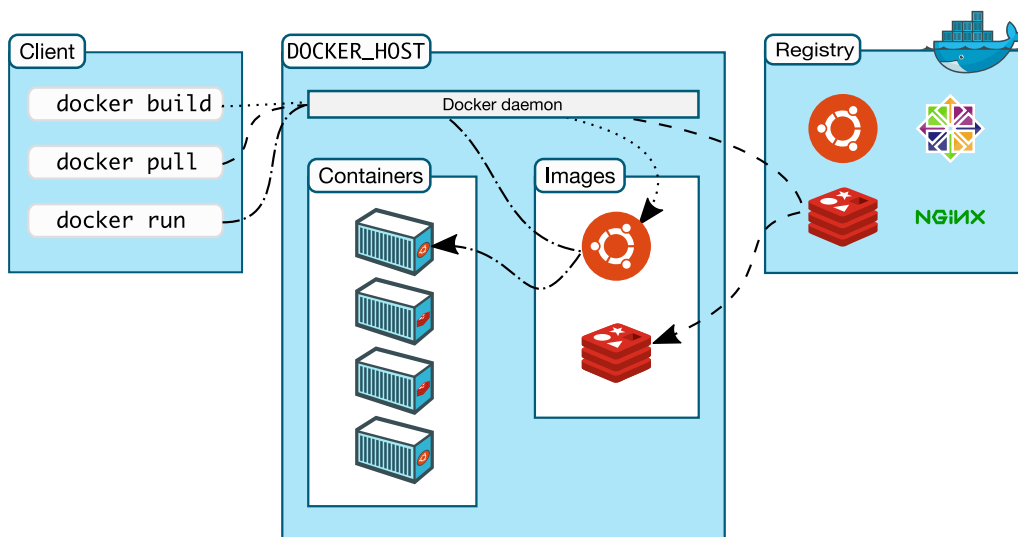 Client
docker build
docker pull
docker run
DOCKER_HOST
Docker daemon
Containers
Images
Registry
NGiNX